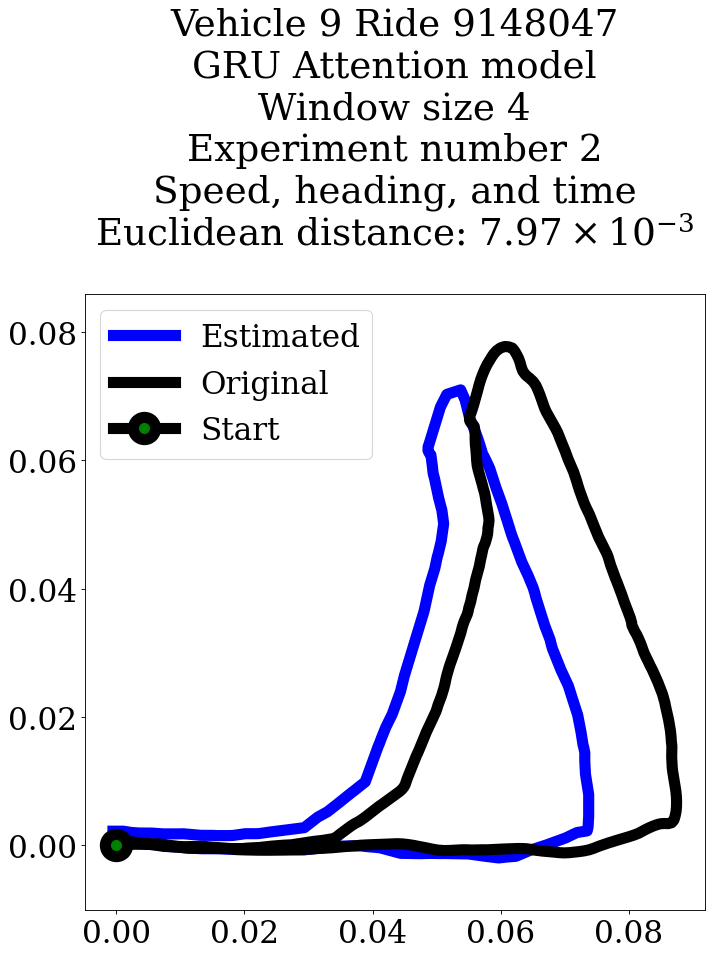 Vehicle 9 Ride 9148047
GRU Attention model
Window size 4
Experiment number 2
Speed, heading, and time
Euclidean distance: 7.97 × 10⁻³
Estimated
Original
Start
0.08
0.06
0.04
0.02
0.00
0.00 0.02 0.04 0.06 0.08